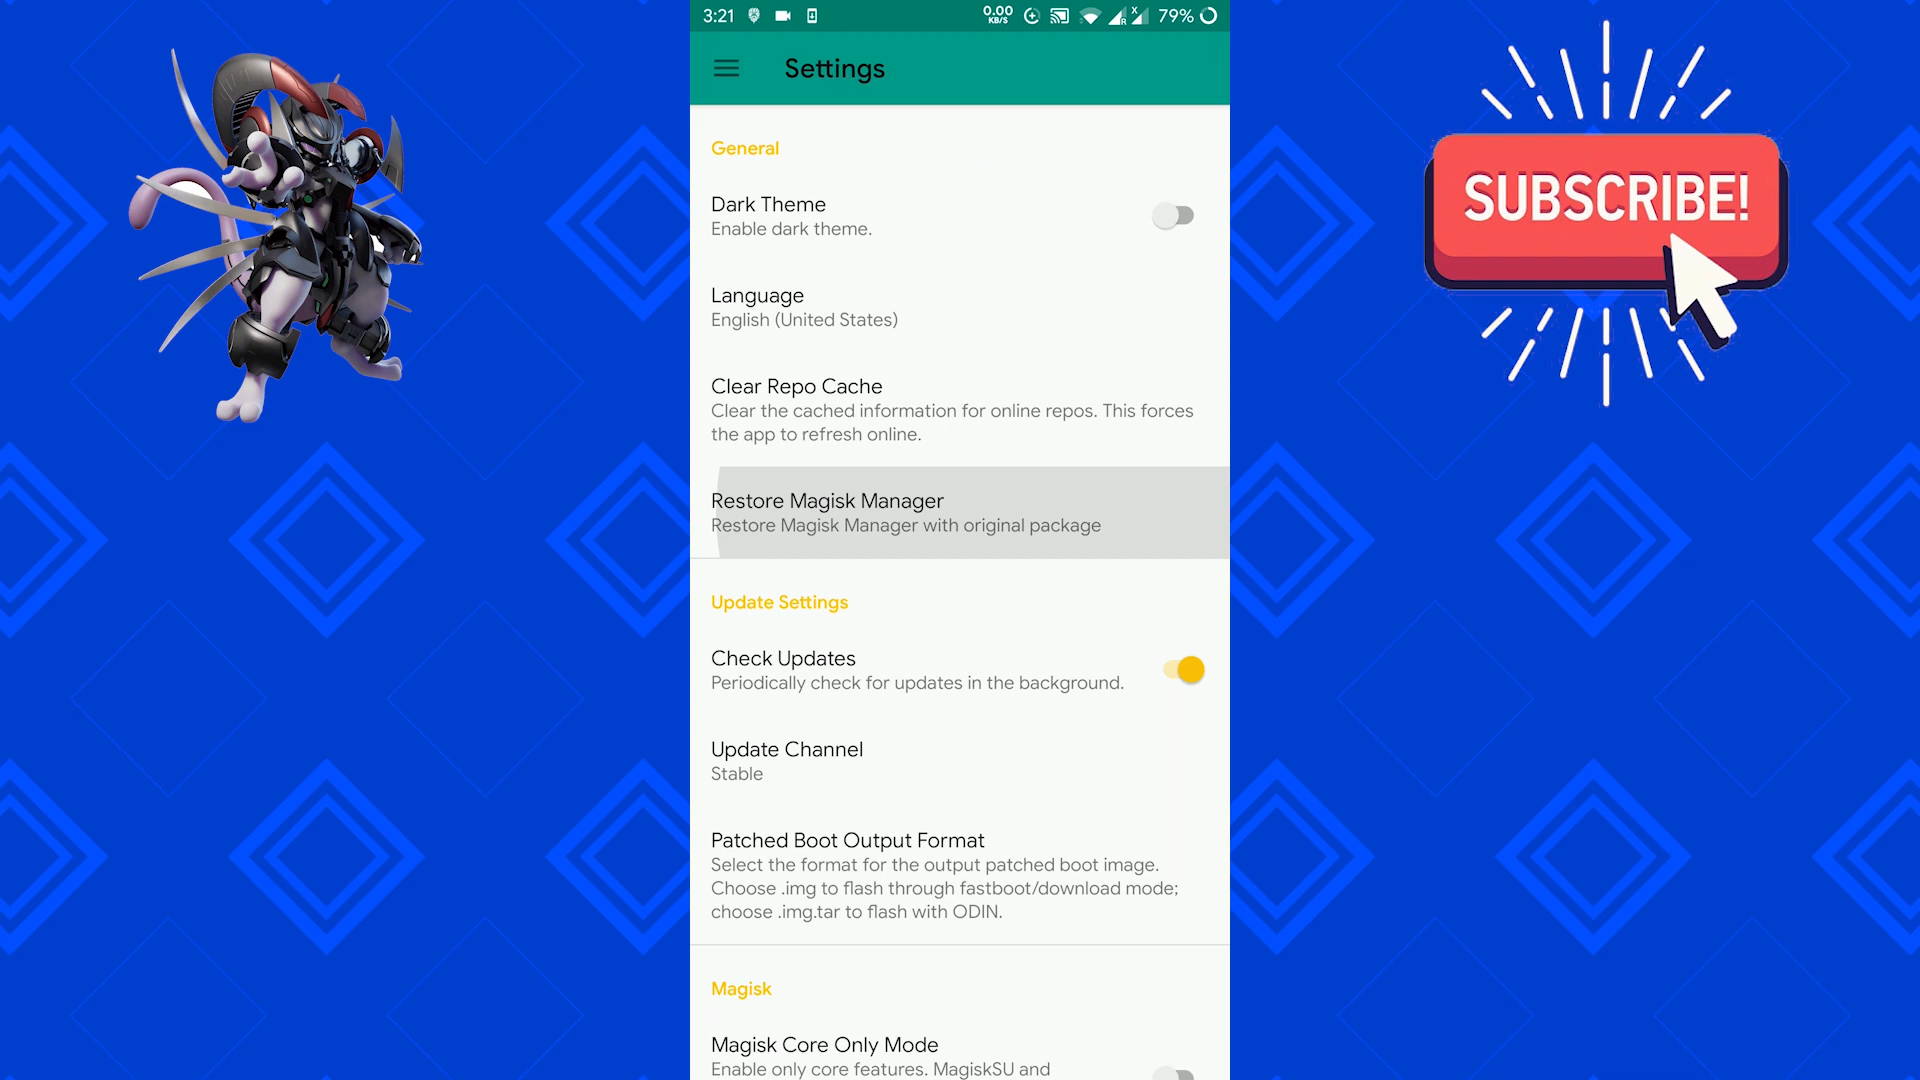 3:21
0.00
KB/S
R
X
79%
Settings
SUBSCRIBE!
General
Dark Theme
Enable dark theme.
Language
English (United States)
Clear Repo Cache
Clear the cached information for online repos. This forces
the app to refresh online.
Restore Magisk Manager
Restore Magisk Manager with original package
Update Settings
Check Updates
Periodically check for updates in the background.
Update Channel
Stable
Patched Boot Output Format
Select the format for the output patched boot image.
Choose .img to flash through fastboot/download mode;
choose .img.tar to flash with ODIN.
Magisk
Magisk Core Only Mode
Enable only core features. MagiskSU and